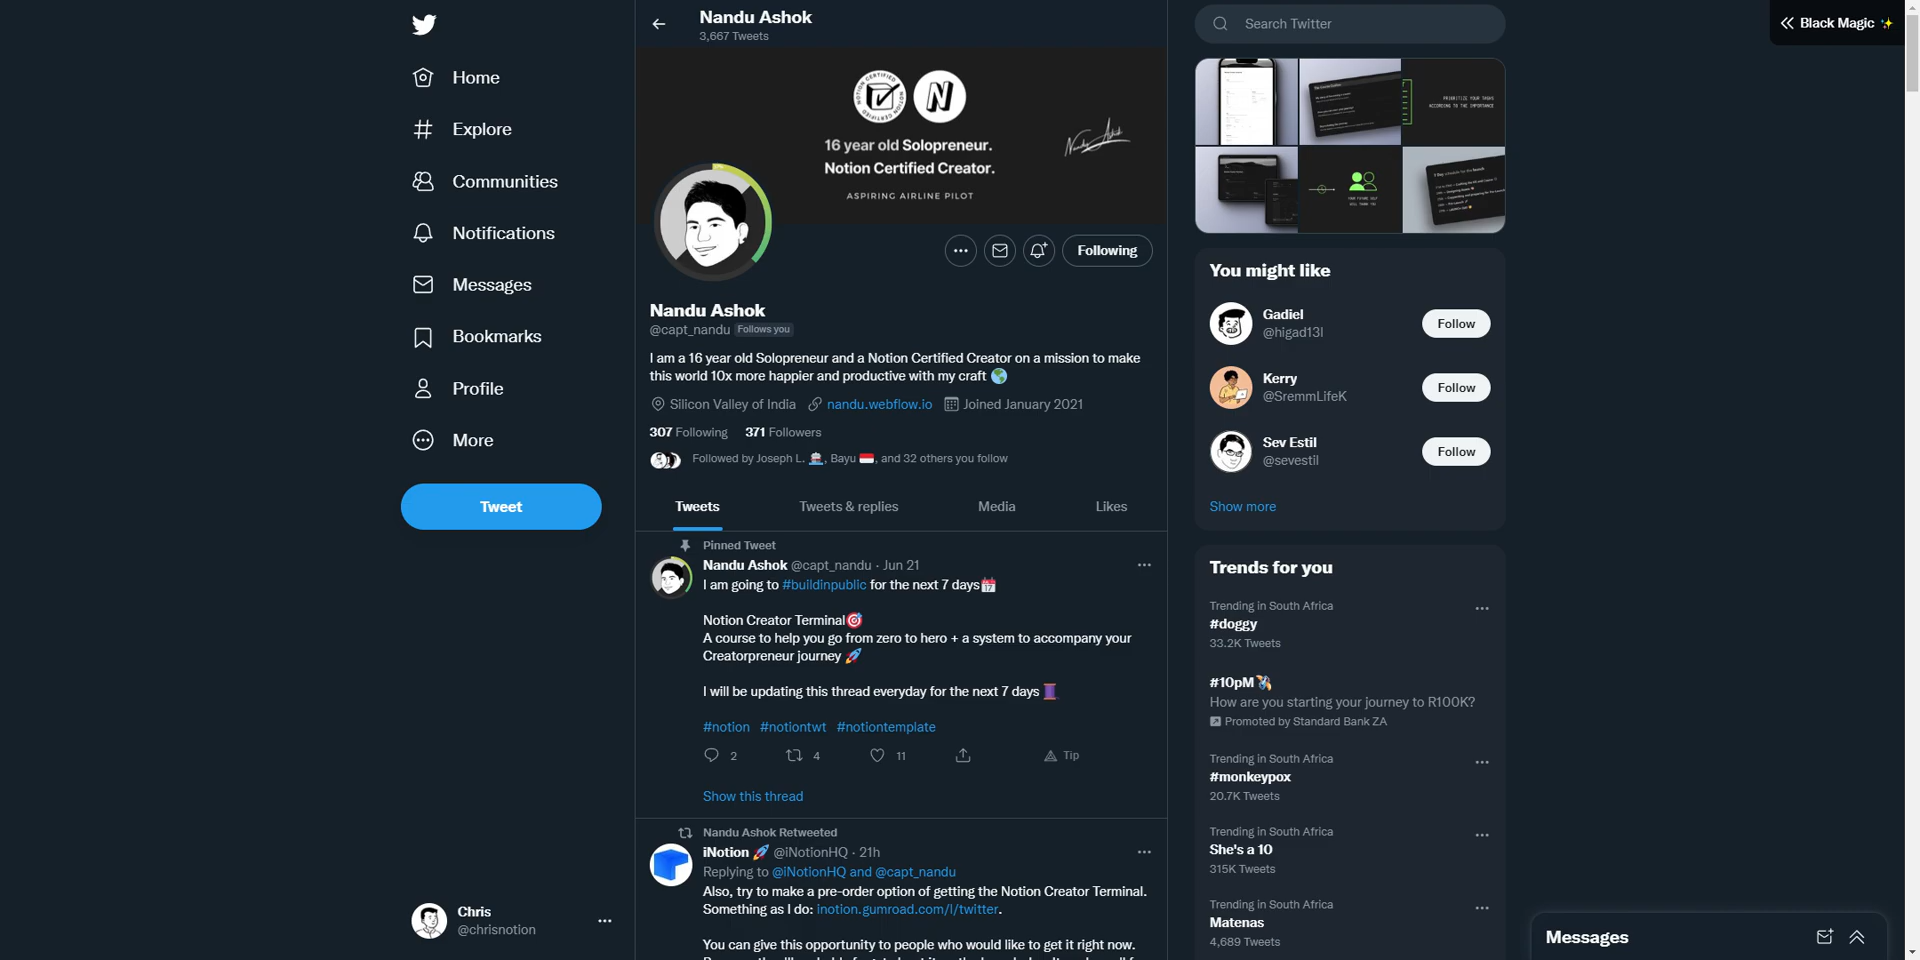 Home
Explore
Communities
Notifications
Messages
Bookmarks
Profile
More
Tweet
Chris
@chrisnotion
Nandu Ashok
3,667 Tweets
16 year old Solopreneur.
Notion Certified Creator.
ASPIRING AIRLINE PILOT
Following
Nandu Ashok
@capt_nandu Follows you
I am a 16 year old Solopreneur and a Notion Certified Creator on a mission to make
this world 10x more happier and productive with my craft 🌎
Silicon Valley of India nandu.webflow.io Joined January 2021
307 Following 371 Followers
Followed by Joseph L. , Bayu 🇮🇩, and 32 others you follow
Tweets Tweets & replies Media Likes
Pinned Tweet
Nandu Ashok @capt_nandu · Jun 21
I am going to #buildinpublic for the next 7 days📅
Notion Creator Terminal🎯
A course to help you go from zero to hero + a system to accompany your
Creatorpreneur journey 🚀
I will be updating this thread everyday for the next 7 days 🧵
#notion #notiontwt #notiontemplate
2 4 11 Tip
Show this thread
Nandu Ashok Retweeted
iNotion 🚀 @iNotionHQ · 21h
Replying to @iNotionHQ and @capt_nandu
Also, try to make a pre-order option of getting the Notion Creator Terminal.
Something as I do: inotion.gumroad.com/l/twitter.
You can give this opportunity to people who would like to get it right now.
Search Twitter
PRIORITIZE YOUR TASKS
ACCORDING TO THE IMPORTANCE
YOUR FUTURE SELF
WILL THANK YOU
You might like
Gadiel
@higad13l
Follow
Kerry
@SremmLifeK
Follow
Sev Estil
@sevestil
Follow
Show more
Trends for you
Trending in South Africa
#doggy
33.2K Tweets
#10pM
How are you starting your journey to R100K?
Promoted by Standard Bank ZA
Trending in South Africa
#monkeypox
20.7K Tweets
Trending in South Africa
She's a 10
315K Tweets
Trending in South Africa
Matenas
4,689 Tweets
Black Magic ✨
Messages